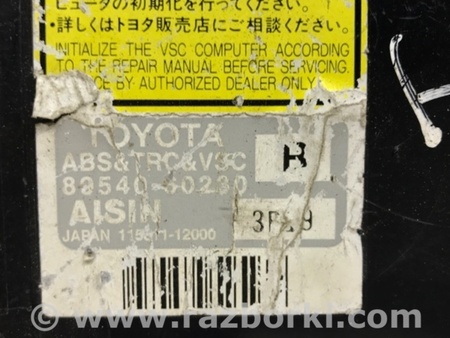 ピュータの初期化を行ってください。
・詳しくはトヨタ販売店にご相談ください。
INITIALIZE THE VSC COMPUTER ACCORDING
TO THE REPAIR MANUAL BEFORE SERVICING.
CE BY AUTHORIZED DEALER ONLY.
TOYOTA
ABS&TRC&VSC
B
AISIN
JAPAN
© www.razborki.com